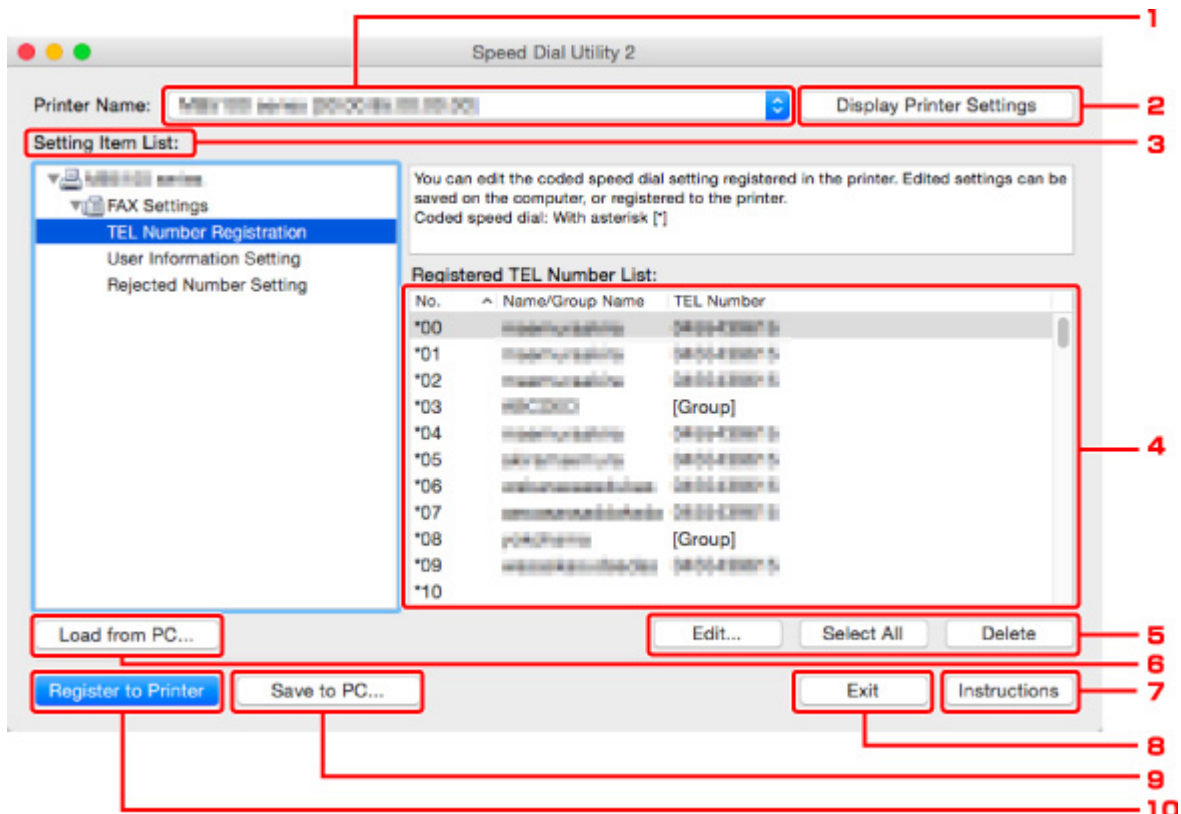 1
Speed Dial Utility 2
Printer Name:
Display Printer Settings
2
Setting Item List:
3
FAX Settings
TEL Number Registration
User Information Setting
Rejected Number Setting
You can edit the coded speed dial setting registered in the printer. Edited settings can be
saved on the computer, or registered to the printer.
Coded speed dial: With asterisk [*]
Registered TEL Number List:
No. Name/Group Name TEL Number
*00
*01
*02
*03 [Group]
*04
*05
*06
*07
*08 [Group]
*09
*10
4
Load from PC...
Edit... Select All Delete
5
6
Register to Printer Save to PC... Exit Instructions
7
8
9
10